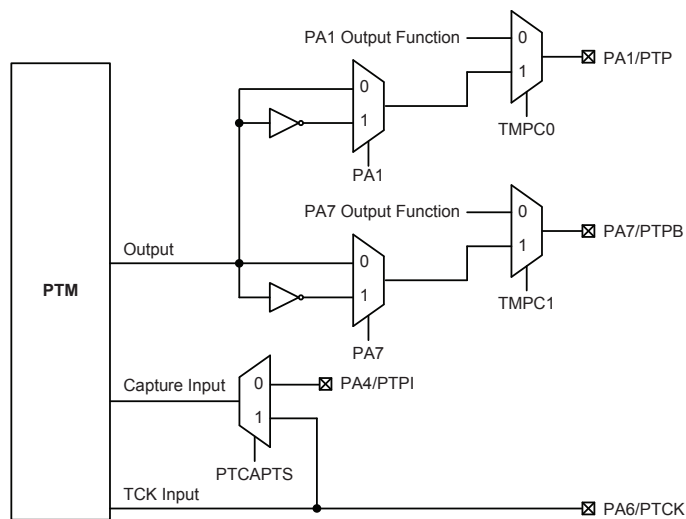 PA1 Output Function
0
1
PA1/PTP
TMPC0
0
1
PA1
PA7 Output Function
0
1
PA7/PTPB
TMPC1
Output
0
1
PA7
PTM
Capture Input
0
1
PA4/PTPI
PTCAPTS
TCK Input
PA6/PTCK